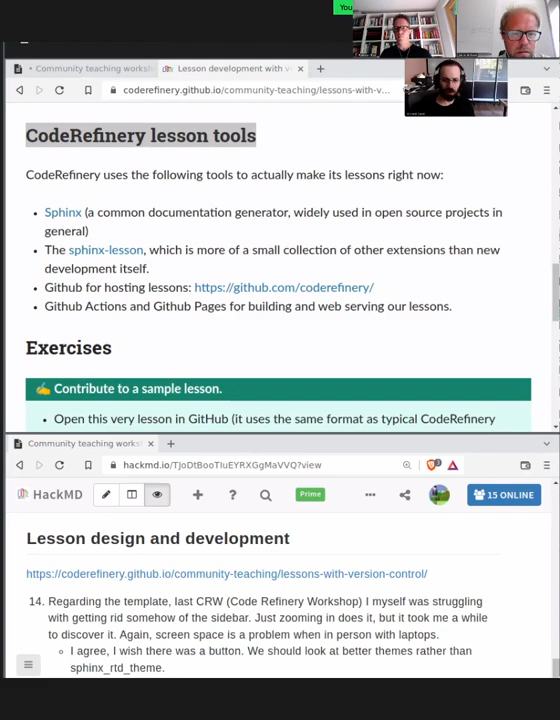 You
Community teaching works
Lesson development with v
coderefinery.github.io/community-teaching/lessons-with-v...
CodeRefinery lesson tools
CodeRefinery uses the following tools to actually make its lessons right now:
• Sphinx (a common documentation generator, widely used in open source projects in
general)
• The sphinx-lesson, which is more of a small collection of other extensions than new
development itself.
• Github for hosting lessons: https://github.com/coderefinery/
• Github Actions and Github Pages for building and web serving our lessons.
Exercises
✍️ Contribute to a sample lesson.
• Open this very lesson in GitHub (it uses the same format as typical CodeRefinery
Community teaching works
hackmd.io/TJoDtBooTIuEYRXGgMaVVQ?view
HackMD
Prime
15 ONLINE
Lesson design and development
https://coderefinery.github.io/community-teaching/lessons-with-version-control/
14. Regarding the template, last CRW (Code Refinery Workshop) I myself was struggling
with getting rid somehow of the sidebar. Just zooming in does it, but it took me a while
to discover it. Again, screen space is a problem when in person with laptops.
◦ I agree, I wish there was a button. We should look at better themes rather than
sphinx_rtd_theme.